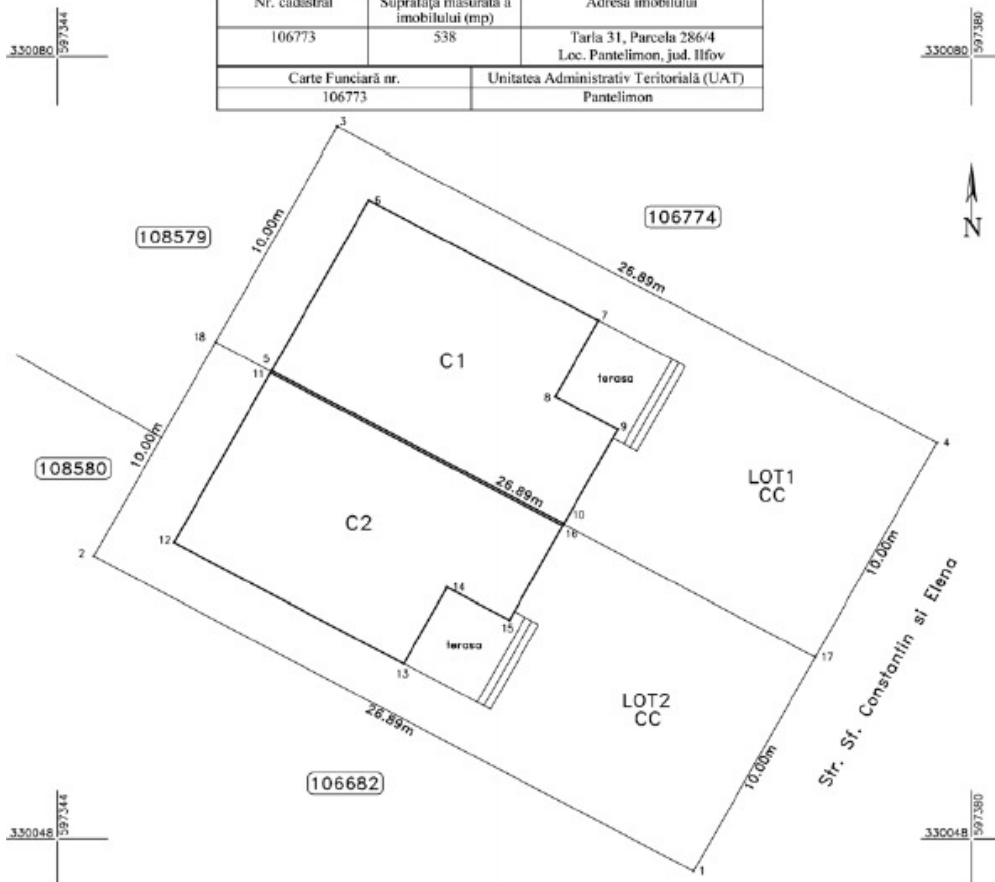 Nr. cadastral Suprafaţa măsurată a imobilului (mp) Adresa imobilului
106773 538 Tarla 31, Parcela 286/4
Loc. Pantelimon, jud. Ilfov
Carte Funciară nr. Unitatea Administrativ Teritorială (UAT)
106773 Pantelimon
330080 597344
330080 597380
N
3
106774
108579
10.00m
6
26.89m
7
18
5
11
C1
terasa
8
9
4
10.00m
108580
26.89m
LOT1
CC
C2
10
16
12
2
14
15
10.00m
terasa
13
17
LOT2
CC
26.89m
Str. Sf. Constantin si Elena
10.00m
106682
330048 597344
330048 597380
1